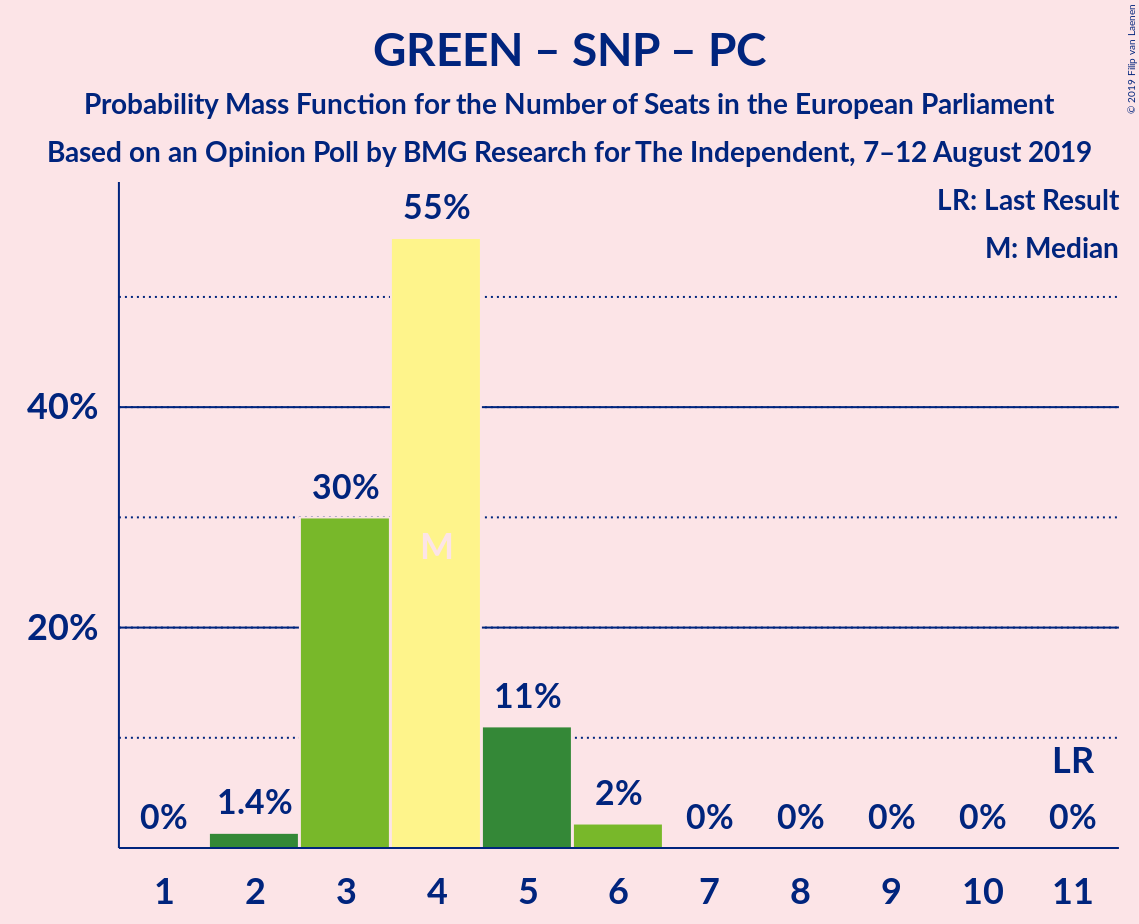 GREEN – SNP – PC
Probability Mass Function for the Number of Seats in the European Parliament
Based on an Opinion Poll by BMG Research for The Independent, 7–12 August 2019
© 2019 Filip van Laenen
LR: Last Result
M: Median
55%
40%
30%
M
20%
11%
LR
2%
1.4%
0% 0% 0% 0% 0% 0%
1 2 3 4 5 6 7 8 9 10 11